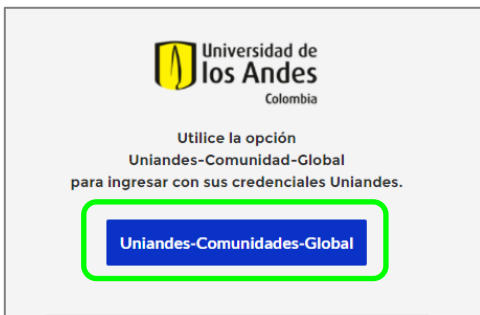 Universidad de
los Andes
Colombia
Utilice la opción
Uniandes-Comunidad-Global
para ingresar con sus credenciales Uniandes.
Uniandes-Comunidades-Global